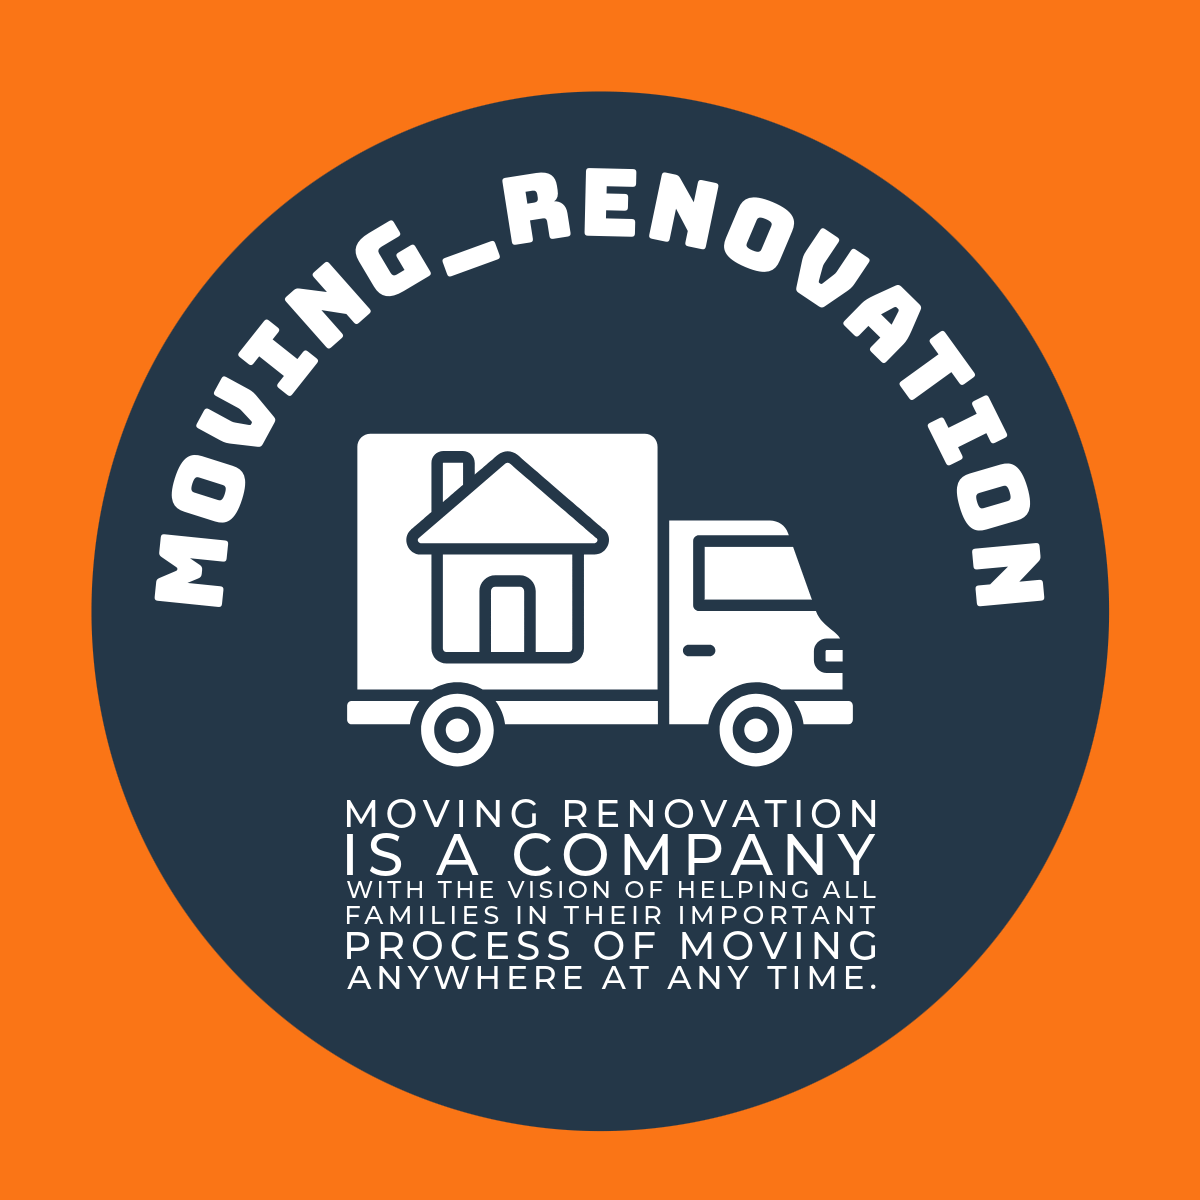 MOVING_RENOVATION
MOVING RENOVATION
IS A COMPANY
WITH THE VISION OF HELPING ALL
FAMILIES IN THEIR IMPORTANT
PROCESS OF MOVING
ANYWHERE AT ANY TIME.